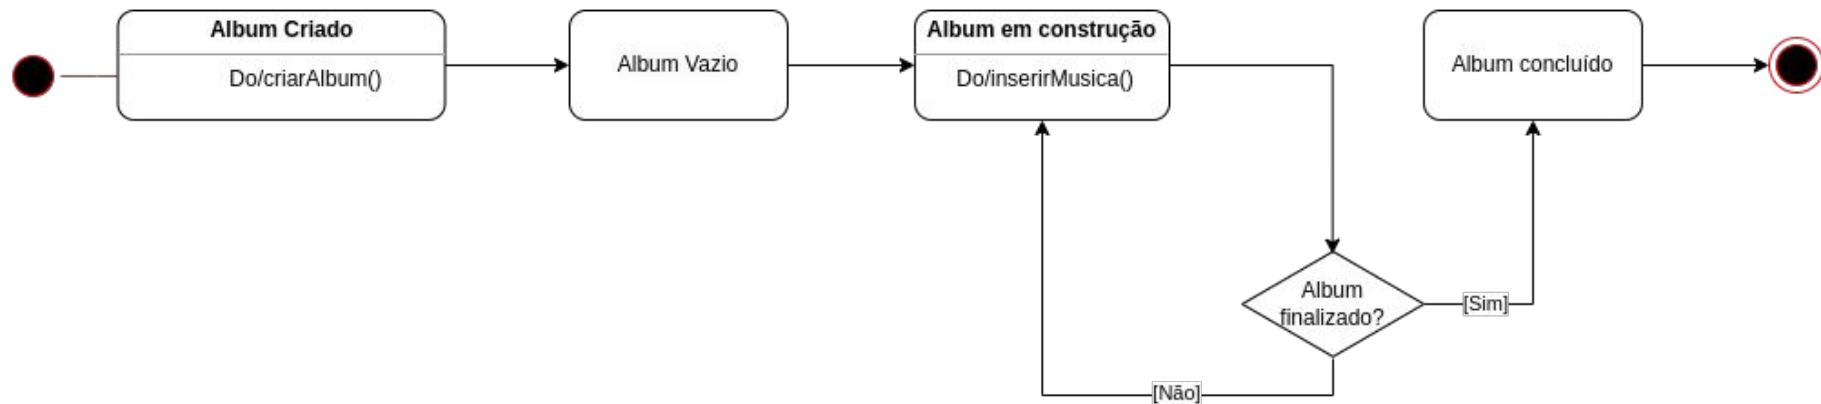 Album Criado
Do/criarAlbum()
Album Vazio
Album em construção
Do/inserirMusica()
Album concluído
Album
finalizado?
[Sim]
[Não]